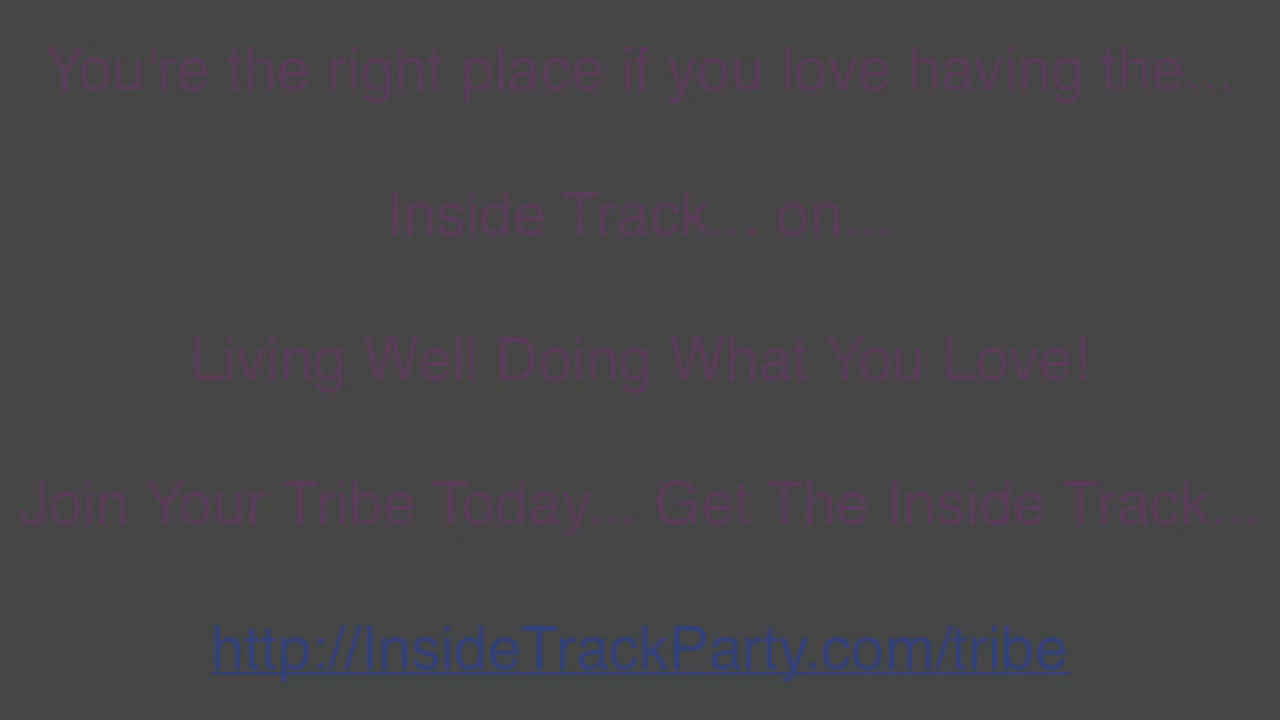 You're the right place if you love having the...
Inside Track... on...
Living Well Doing What You Love!
Join Your Tribe Today... Get The Inside Track...
http://InsideTrackParty.com/tribe